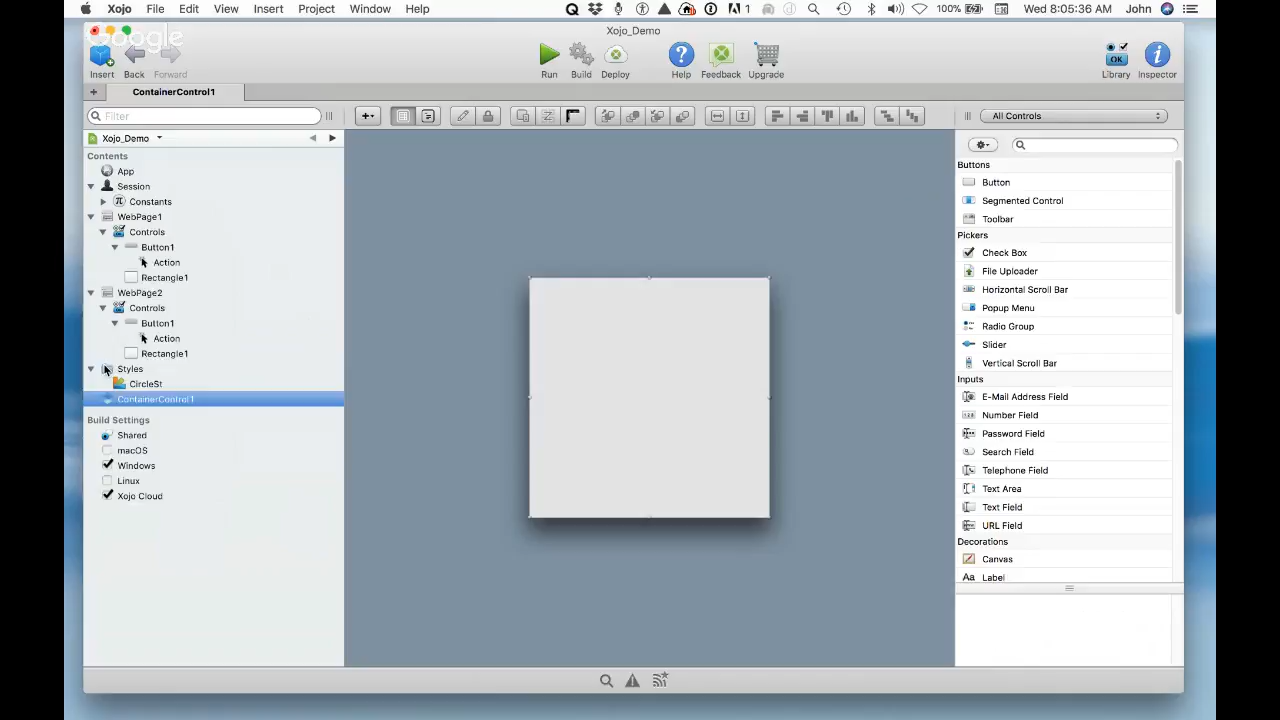 Xojo File Edit View Insert Project Window Help 1 100% Wed 8:05:36 AM John
Google
Xojo_Demo
Insert Back Forward Run Build Deploy Help Feedback Upgrade OK Library Inspector
+ ContainerControl1
Filter
All Controls
Xojo_Demo
Contents
App
Session
Constants
WebPage1
Controls
Button1
Action
Rectangle1
WebPage2
Controls
Button1
Action
Rectangle1
Styles
CircleSt
ContainerControl1
Build Settings
Shared
macOS
Windows
Linux
Xojo Cloud
Buttons
Button
Segmented Control
Toolbar
Pickers
Check Box
File Uploader
Horizontal Scroll Bar
Popup Menu
Radio Group
Slider
Vertical Scroll Bar
Inputs
E-Mail Address Field
Number Field
Password Field
Search Field
Telephone Field
Text Area
Text Field
URL Field
Decorations
Canvas
Aa Label